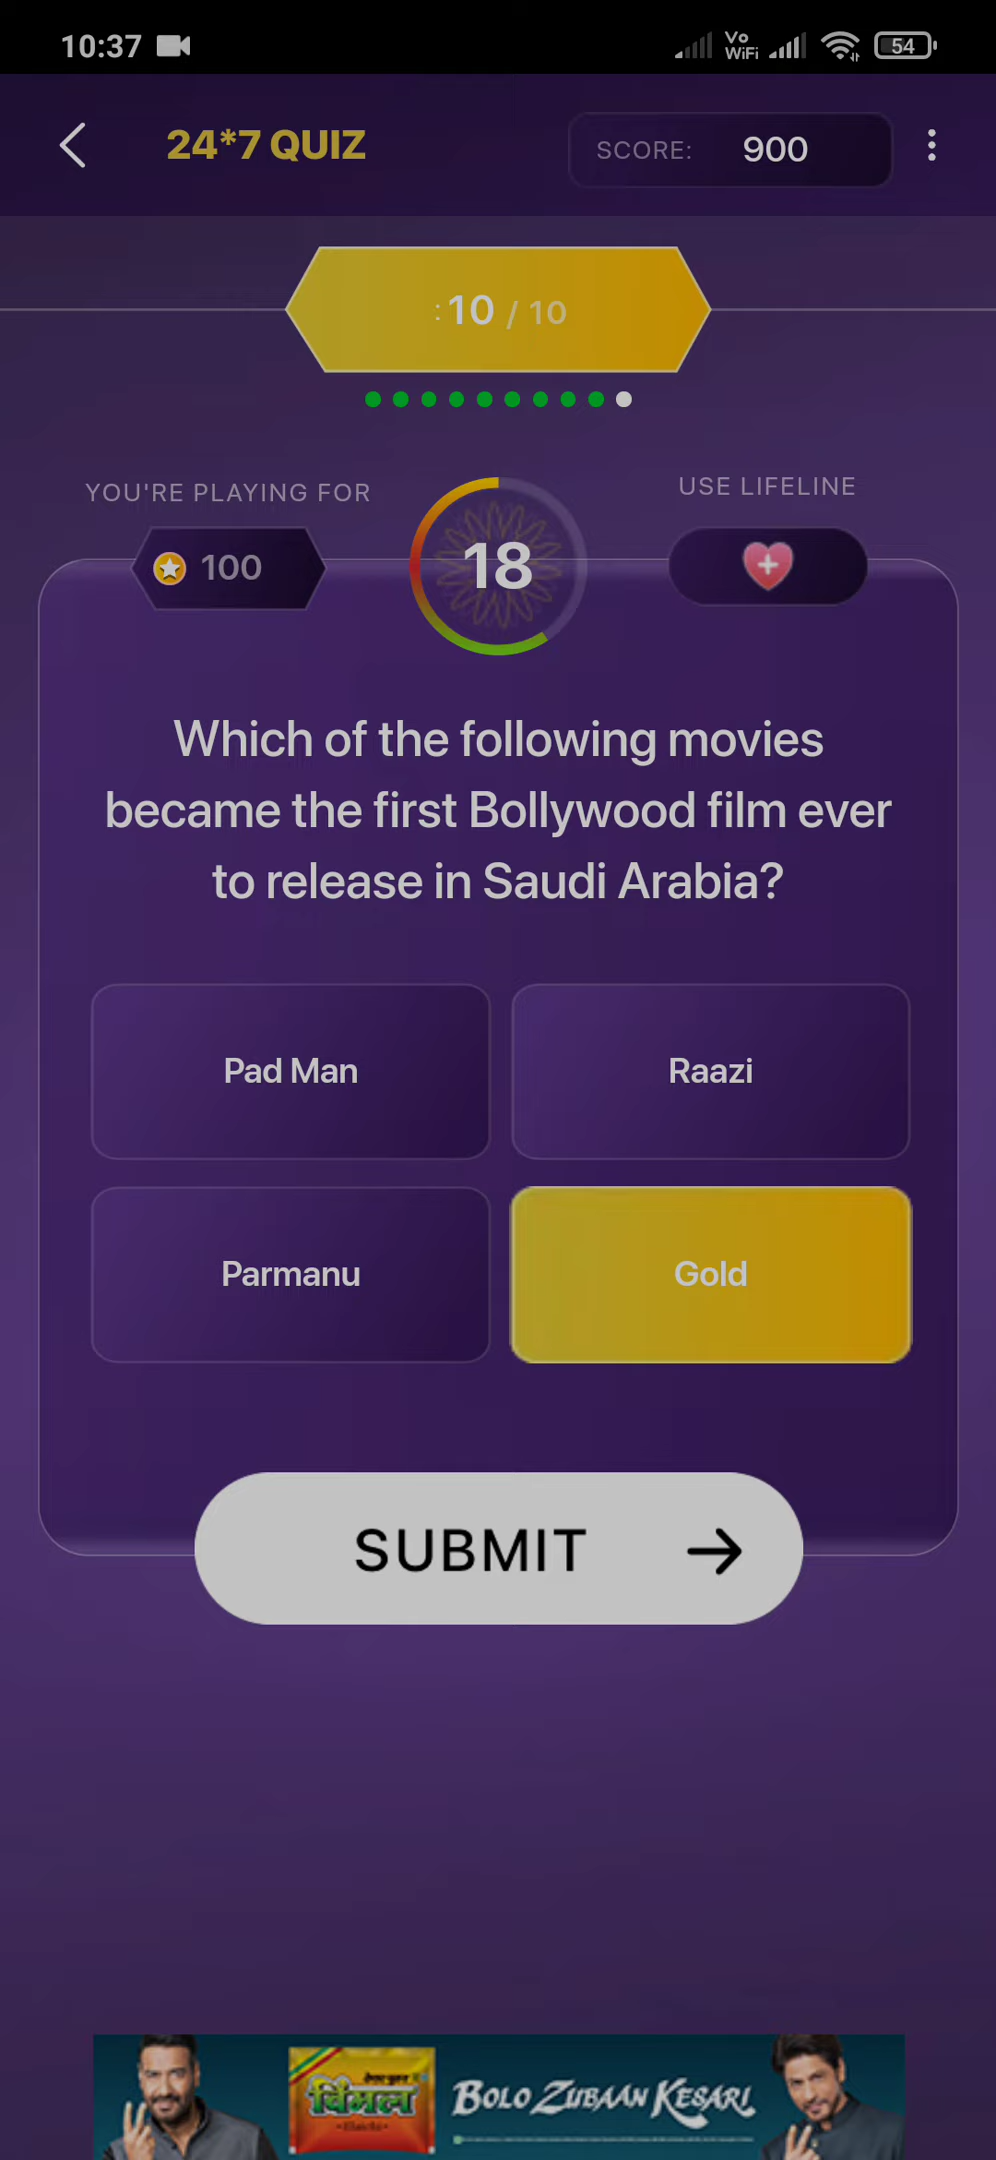 10:37
Vo
WiFi
54
24*7 QUIZ
SCORE: 900
: 10 / 10
YOU'RE PLAYING FOR
USE LIFELINE
100
18
Which of the following movies
became the first Bollywood film ever
to release in Saudi Arabia?
Pad Man
Raazi
Parmanu
Gold
SUBMIT
विमल
BOLO ZUBAAN KESARI